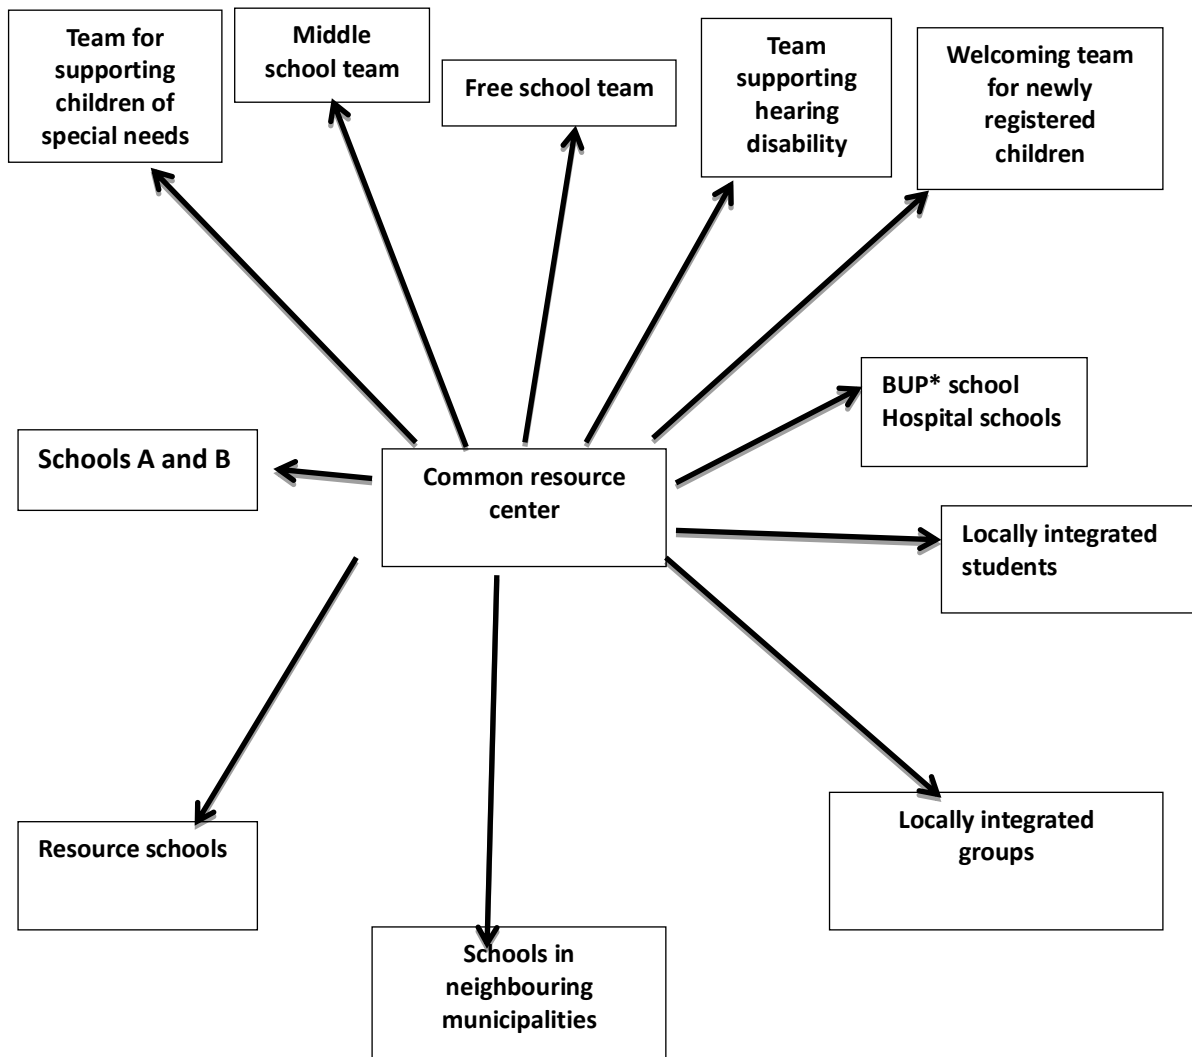 Team for
supporting
children of
special needs
Middle
school team
Free school team
Team
supporting
hearing
disability
Welcoming team
for newly
registered
children
BUP* school
Hospital schools
Schools A and B
Common resource
center
Locally integrated
students
Resource schools
Locally integrated
groups
Schools in
neighbouring
municipalities